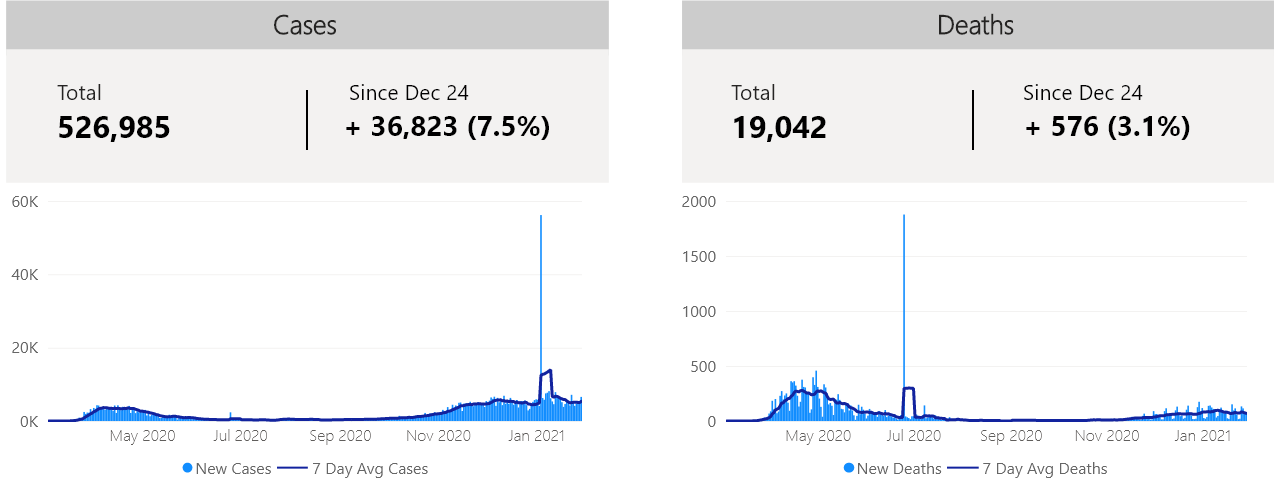 Cases
Total
Since Dec 24
526,985
+ 36,823 (7.5%)
60K
40K
20K
0K
May 2020
Jul 2020
Sep 2020
Nov 2020
Jan 2021
New Cases
7 Day Avg Cases
Deaths
Total
Since Dec 24
19,042
+ 576 (3.1%)
2000
1500
1000
500
0
May 2020
Jul 2020
Sep 2020
Nov 2020
Jan 2021
New Deaths
7 Day Avg Deaths